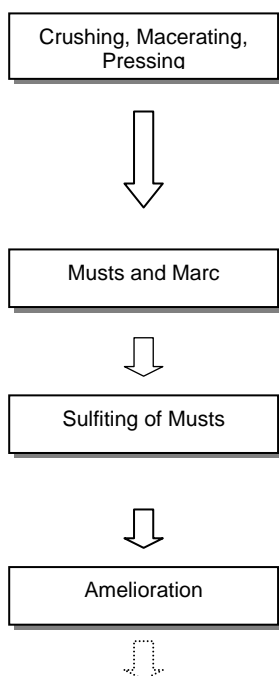 Crushing, Macerating,
Pressing
Musts and Marc
Sulfiting of Musts
Amelioration